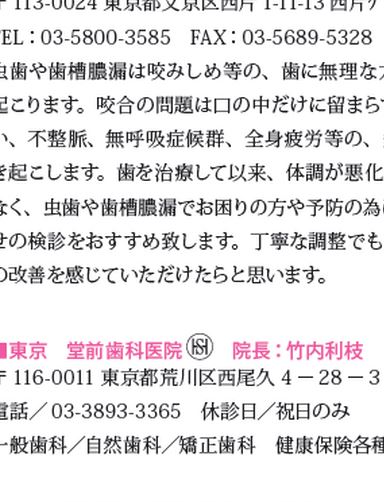 〒113-0024 東京都文京区西片 1-11-13 西片
TEL：03-5800-3585　FAX：03-5689-5328
虫歯や歯槽膿漏は咬みしめ等の、歯に無理な
起こります。咬合の問題は口の中だけに留まら
い、不整脈、無呼吸症候群、全身疲労等の、
き起こします。歯を治療して以来、体調が悪化
なく、虫歯や歯槽膿漏でお困りの方や予防の為
せの検診をおすすめ致します。丁寧な調整でも
の改善を感じていただけたらと思います。
■東京　堂前歯科医院　院長：竹内利枝
〒116-0011 東京都荒川区西尾久 4－28－3
電話／03-3893-3365　休診日／祝日のみ
一般歯科／自然歯科／矯正歯科　健康保険各種